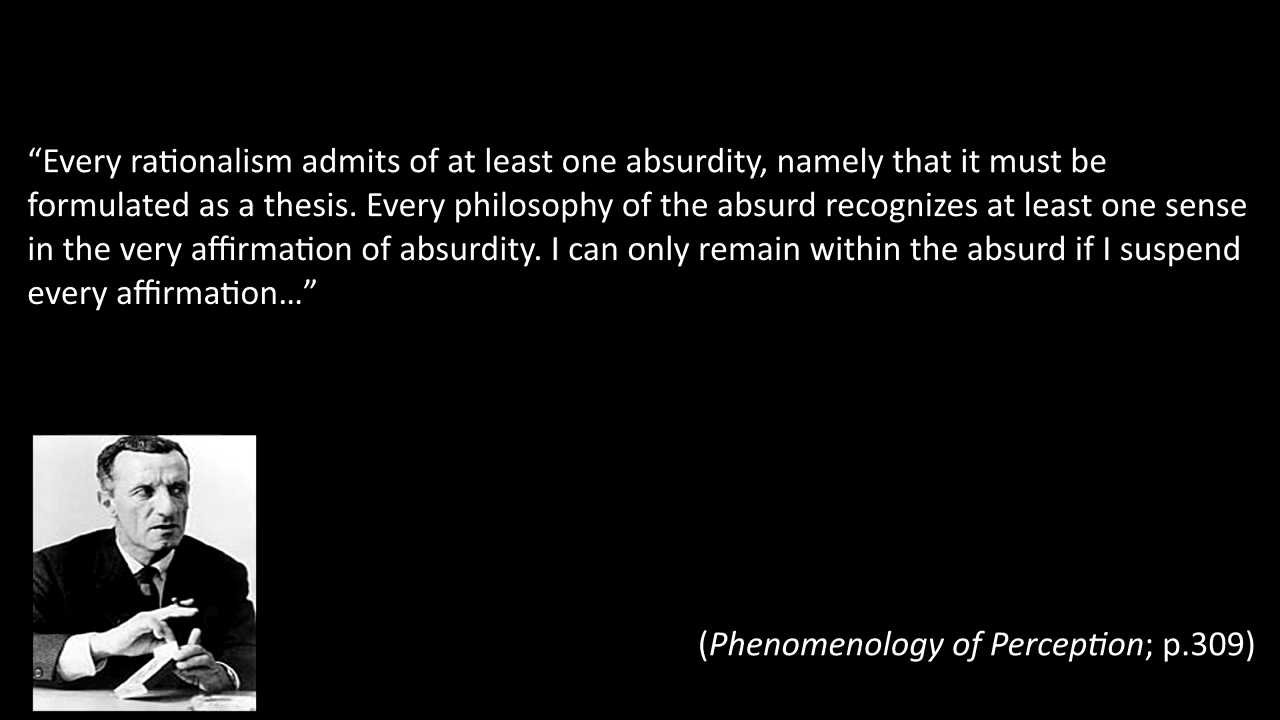 “Every rationalism admits of at least one absurdity, namely that it must be
formulated as a thesis. Every philosophy of the absurd recognizes at least one sense
in the very affirmation of absurdity. I can only remain within the absurd if I suspend
every affirmation…”
(Phenomenology of Perception; p.309)